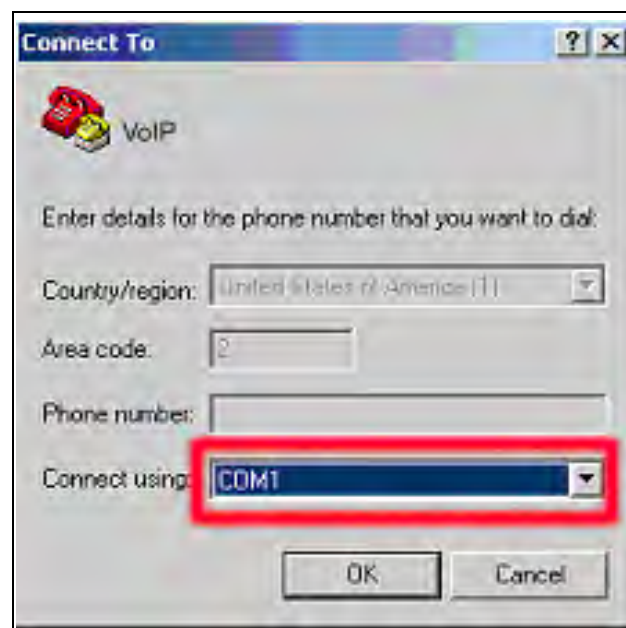 Connect To
VoIP
Enter details for the phone number that you want to dial:
Country/region: United States of America (1)
Area code: 2
Phone number:
Connect using: COM1
OK Cancel